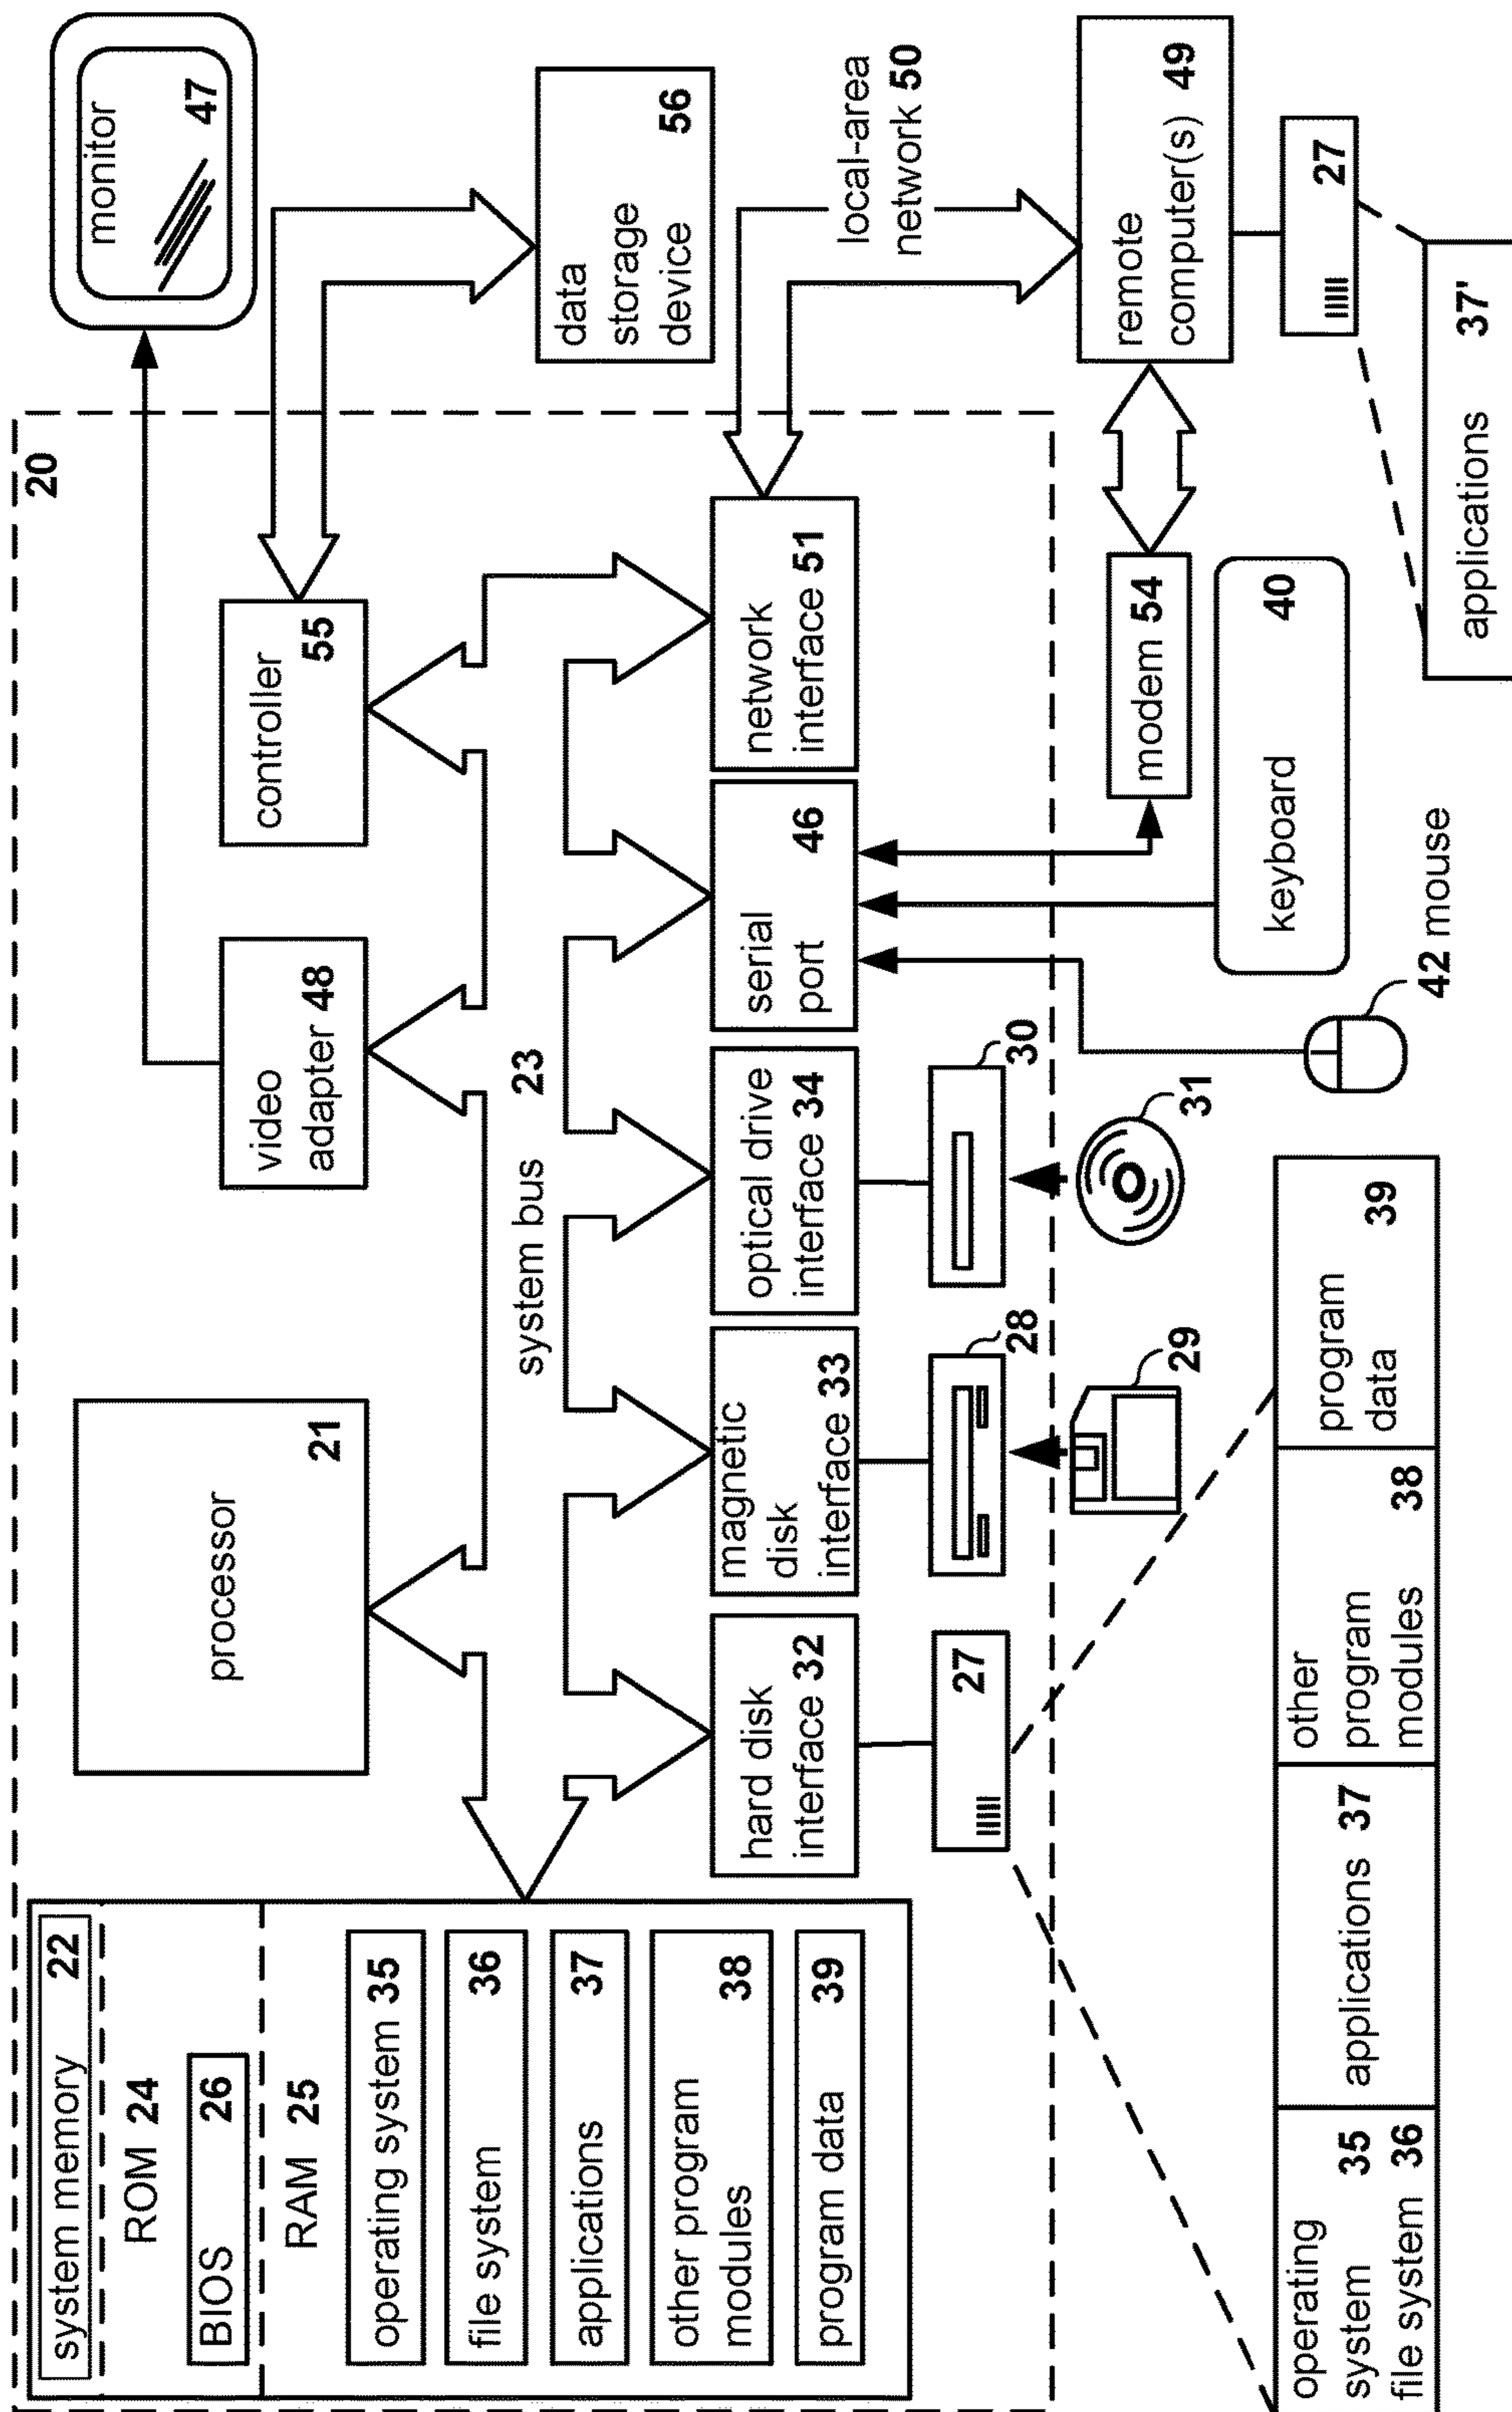 20
system memory 22
ROM 24
BIOS 26
RAM 25
operating system 35
file system 36
applications 37
other program
modules 38
program data 39
processor
21
video
adapter 48
controller
55
monitor
47
system bus 23
data
storage
device 56
hard disk
interface 32
magnetic
disk
interface 33
optical drive
interface 34
serial
port 46
network
interface 51
local-area
network 50
27
28
30
29
31
modem 54
remote
computer(s) 49
27
keyboard
40
42 mouse
applications 37'
operating
system 35
file system 36
applications 37
other
program
modules 38
program
data 39